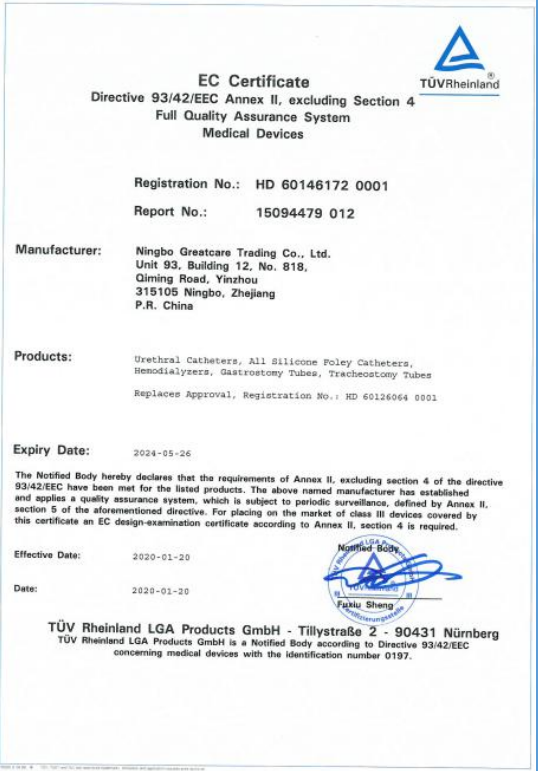 TÜVRheinland
®
EC Certificate
Directive 93/42/EEC Annex II, excluding Section 4
Full Quality Assurance System
Medical Devices
Registration No.: HD 60146172 0001
Report No.: 15094479 012
Manufacturer: Ningbo Greatcare Trading Co., Ltd.
Unit 93, Building 12, No. 818,
Qiming Road, Yinzhou
315105 Ningbo, Zhejiang
P.R. China
Products: Urethral Catheters, All Silicone Foley Catheters,
Hemodialyzers, Gastrostomy Tubes, Tracheostomy Tubes
Replaces Approval, Registration No.: HD 60126064 0001
Expiry Date: 2024-05-26
The Notified Body hereby declares that the requirements of Annex II, excluding section 4 of the directive
93/42/EEC have been met for the listed products. The above named manufacturer has established
and applies a quality assurance system, which is subject to periodic surveillance, defined by Annex II,
section 5 of the aforementioned directive. For placing on the market of class III devices covered by
this certificate an EC design-examination certificate according to Annex II, section 4 is required.
Notified Body
Effective Date: 2020-01-20
Date: 2020-01-20
Fuxiu Sheng
TÜV Rheinland LGA Products GmbH - Tillystraße 2 - 90431 Nürnberg
TÜV Rheinland LGA Products GmbH is a Notified Body according to Directive 93/42/EEC
concerning medical devices with the identification number 0197.